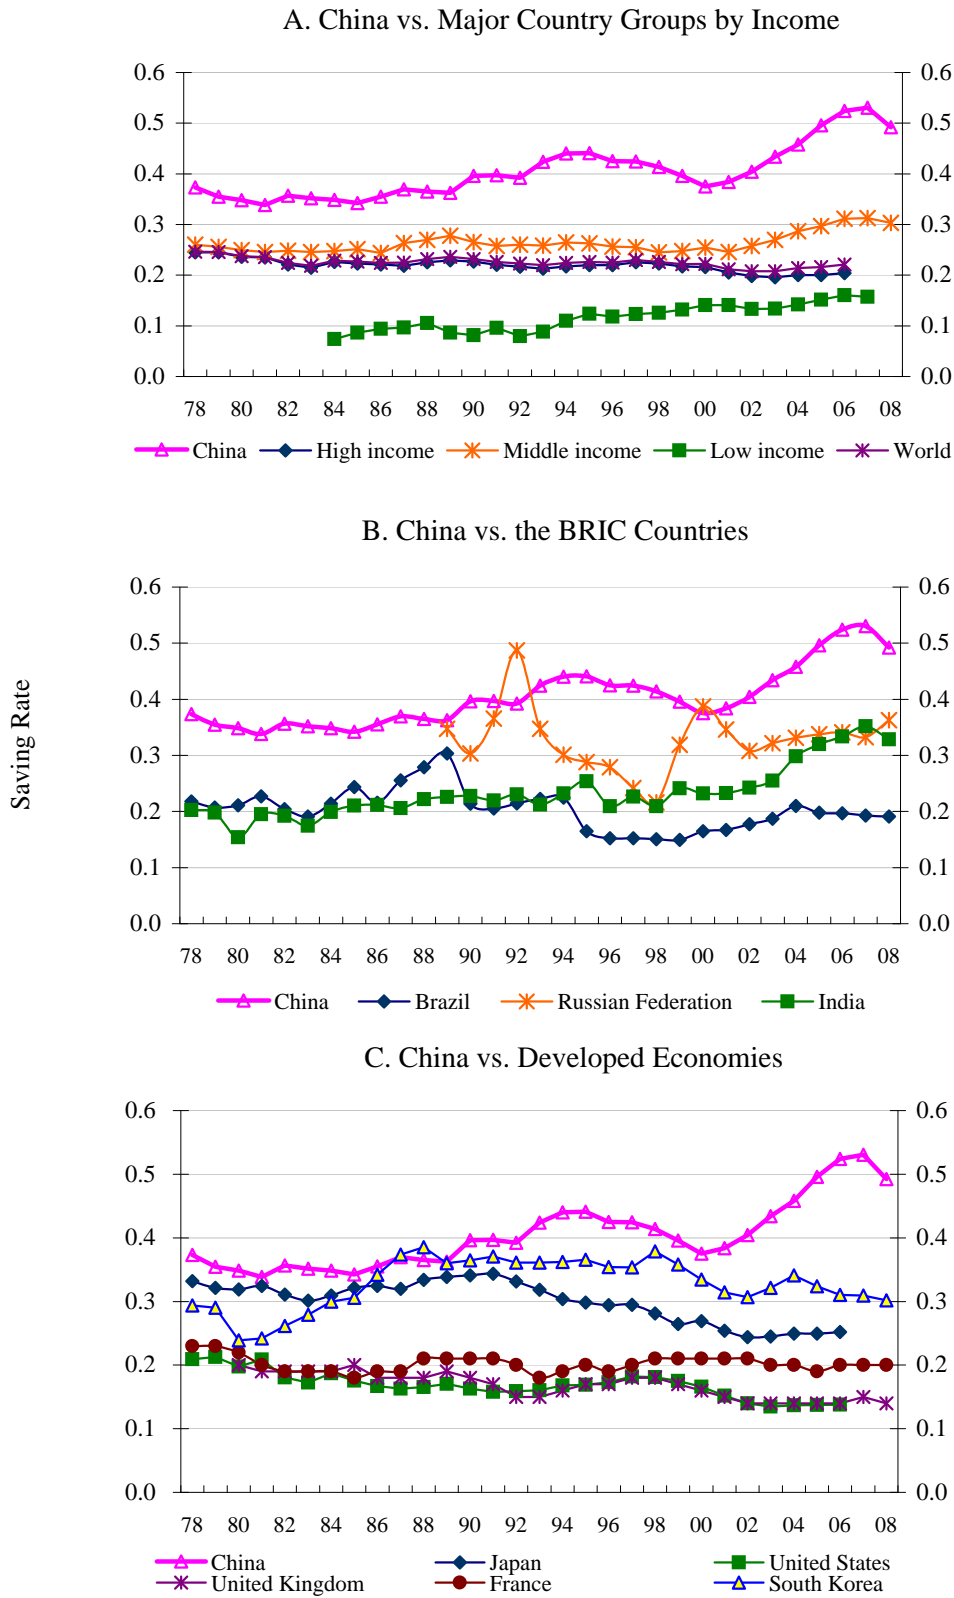 A. China vs. Major Country Groups by Income
0.6 0.6
0.5 0.5
0.4 0.4
0.3 0.3
0.2 0.2
0.1 0.1
0.0 0.0
78 80 82 84 86 88 90 92 94 96 98 00 02 04 06 08
China High income Middle income Low income World
B. China vs. the BRIC Countries
Saving Rate
0.6 0.6
0.5 0.5
0.4 0.4
0.3 0.3
0.2 0.2
0.1 0.1
0.0 0.0
78 80 82 84 86 88 90 92 94 96 98 00 02 04 06 08
China Brazil Russian Federation India
C. China vs. Developed Economies
0.6 0.6
0.5 0.5
0.4 0.4
0.3 0.3
0.2 0.2
0.1 0.1
0.0 0.0
78 80 82 84 86 88 90 92 94 96 98 00 02 04 06 08
China Japan United States
United Kingdom France South Korea